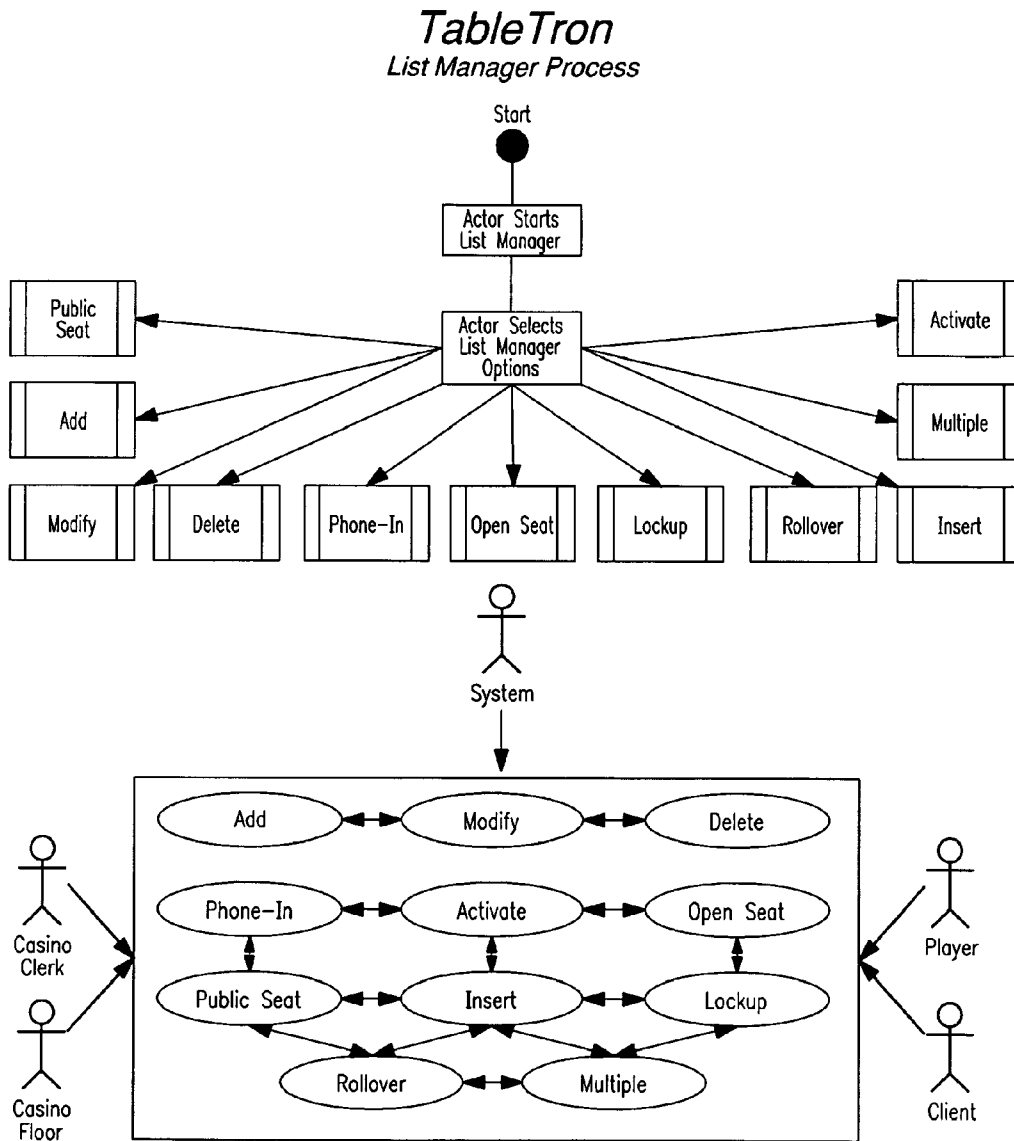 TableTron
List Manager Process
Start
Actor Starts
List Manager
Public
Seat
Actor Selects
List Manager
Options
Activate
Add
Multiple
Modify
Delete
Phone-In
Open Seat
Lockup
Rollover
Insert
System
Add
Modify
Delete
Phone-In
Activate
Open Seat
Casino
Clerk
Player
Public Seat
Insert
Lockup
Rollover
Multiple
Casino
Floor
Client